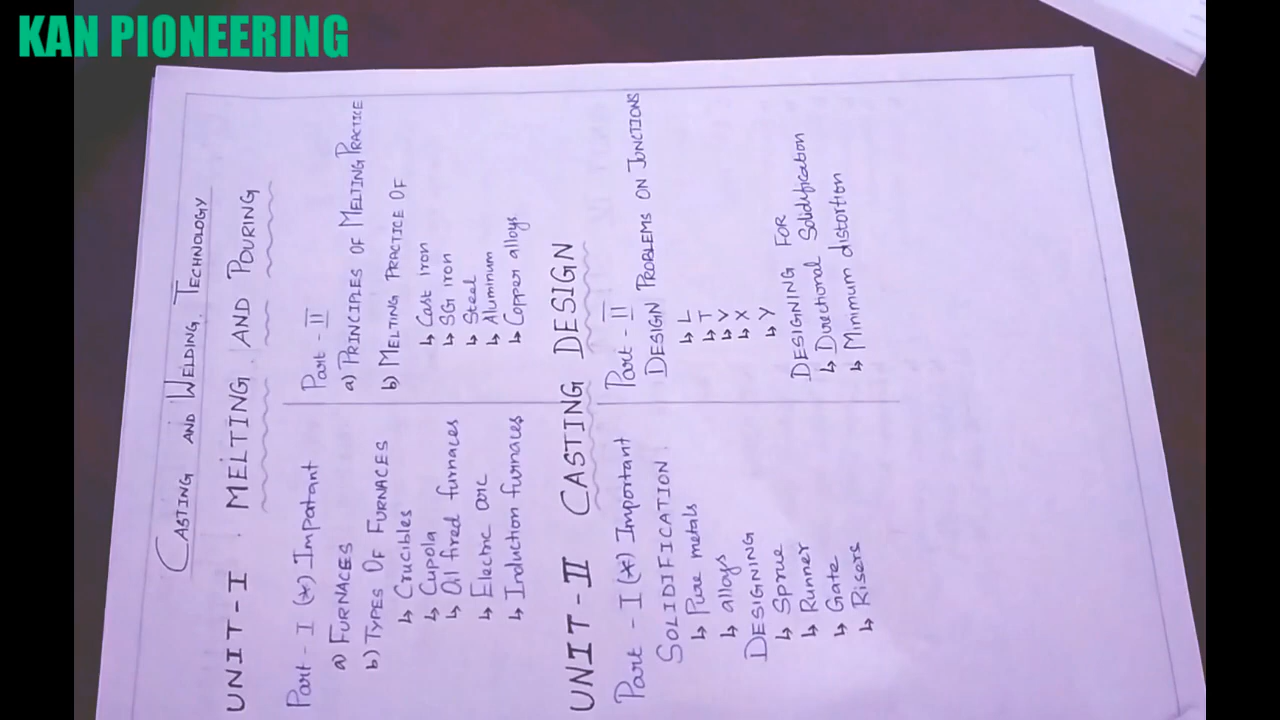 KAN PIONEERING
CASTING AND WELDING TECHNOLOGY
UNIT-I. MELTING AND POURING
Part - I (*) Impotant
a) FURNACES
b) TYPES OF FURNACES
↳ Crucibles
↳ Cupola
↳ Oil fired furnaces
↳ Electric arc
↳ Induction furnaces
Part - II
a) PRINCIPLES OF MELTING PRACTICE
b) MELTING PRACTICE OF
↳ Cast iron
↳ SG iron
↳ Steel
↳ Aluminum
↳ Copper alloys
UNIT-II CASTING DESIGN
Part - I (*) Important
SOLIDIFICATION
↳ Pure metals
↳ alloys
DESIGNING
↳ Sprue
↳ Runner
↳ Gate
↳ Risers
Part - II
DESIGN PROBLEMS ON JUNCTIONS
↳ L
↳ T
↳ V
↳ X
↳ Y
DESIGNING FOR
↳ Directional Solidification
↳ Minimum distortion